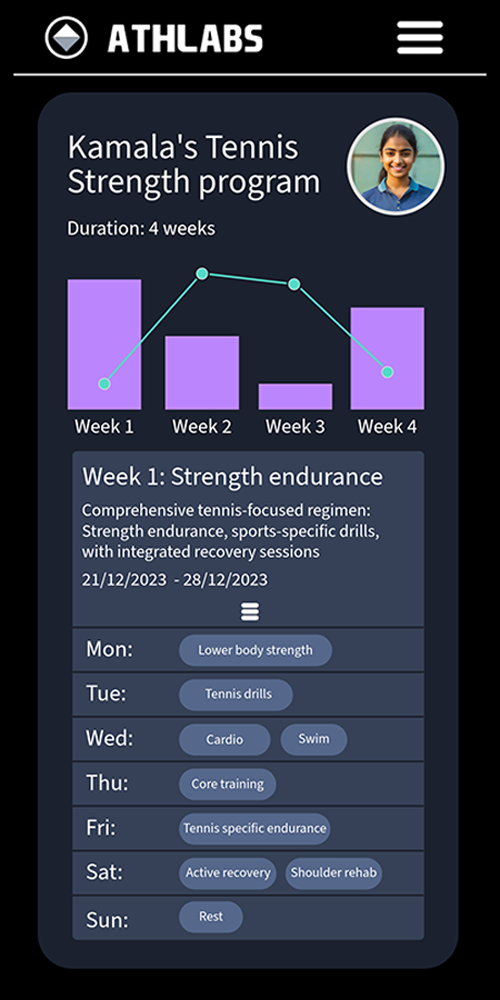 ATHLABS
Kamala's Tennis
Strength program
Duration: 4 weeks
Week 1 Week 2 Week 3 Week 4
Week 1: Strength endurance
Comprehensive tennis-focused regimen:
Strength endurance, sports-specific drills,
with integrated recovery sessions
21/12/2023 - 28/12/2023
Mon: Lower body strength
Tue: Tennis drills
Wed: Cardio Swim
Thu: Core training
Fri: Tennis specific endurance
Sat: Active recovery Shoulder rehab
Sun: Rest